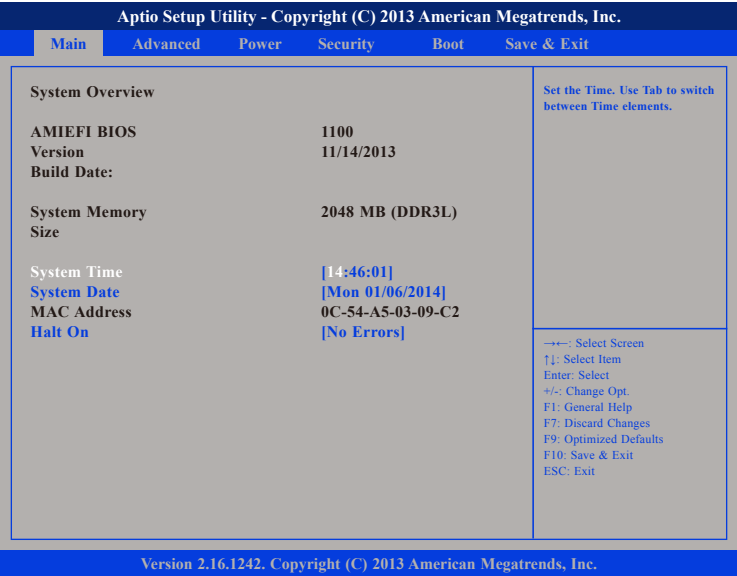 Aptio Setup Utility - Copyright (C) 2013 American Megatrends, Inc.
Main Advanced Power Security Boot Save & Exit
System Overview
AMIEFI BIOS 1100
Version 11/14/2013
Build Date:
System Memory 2048 MB (DDR3L)
Size
System Time [14:46:01]
System Date [Mon 01/06/2014]
MAC Address 0C-54-A5-03-09-C2
Halt On [No Errors]
Set the Time. Use Tab to switch
between Time elements.
→←: Select Screen
↑↓: Select Item
Enter: Select
+/-: Change Opt.
F1: General Help
F7: Discard Changes
F9: Optimized Defaults
F10: Save & Exit
ESC: Exit
Version 2.16.1242. Copyright (C) 2013 American Megatrends, Inc.